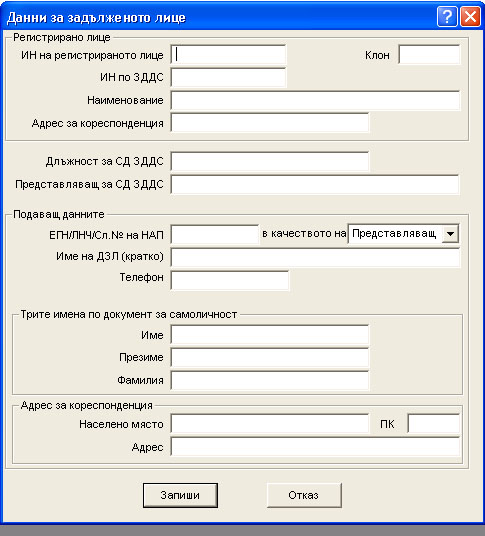 Данни за задълженото лице
Регистрирано лице
ИН на регистрираното лице Клон
ИН по ЗДДС
Наименование
Адрес за кореспонденция
Длъжност за СД ЗДДС
Представляващ за СД ЗДДС
Подаващ данните
ЕГН/ЛНЧ/Сл.№ на НАП в качеството на Представляващ
Име на ДЗЛ (кратко)
Телефон
Трите имена по документ за самоличност
Име
Презиме
Фамилия
Адрес за кореспонденция
Населено място ПК
Адрес
Запиши Отказ